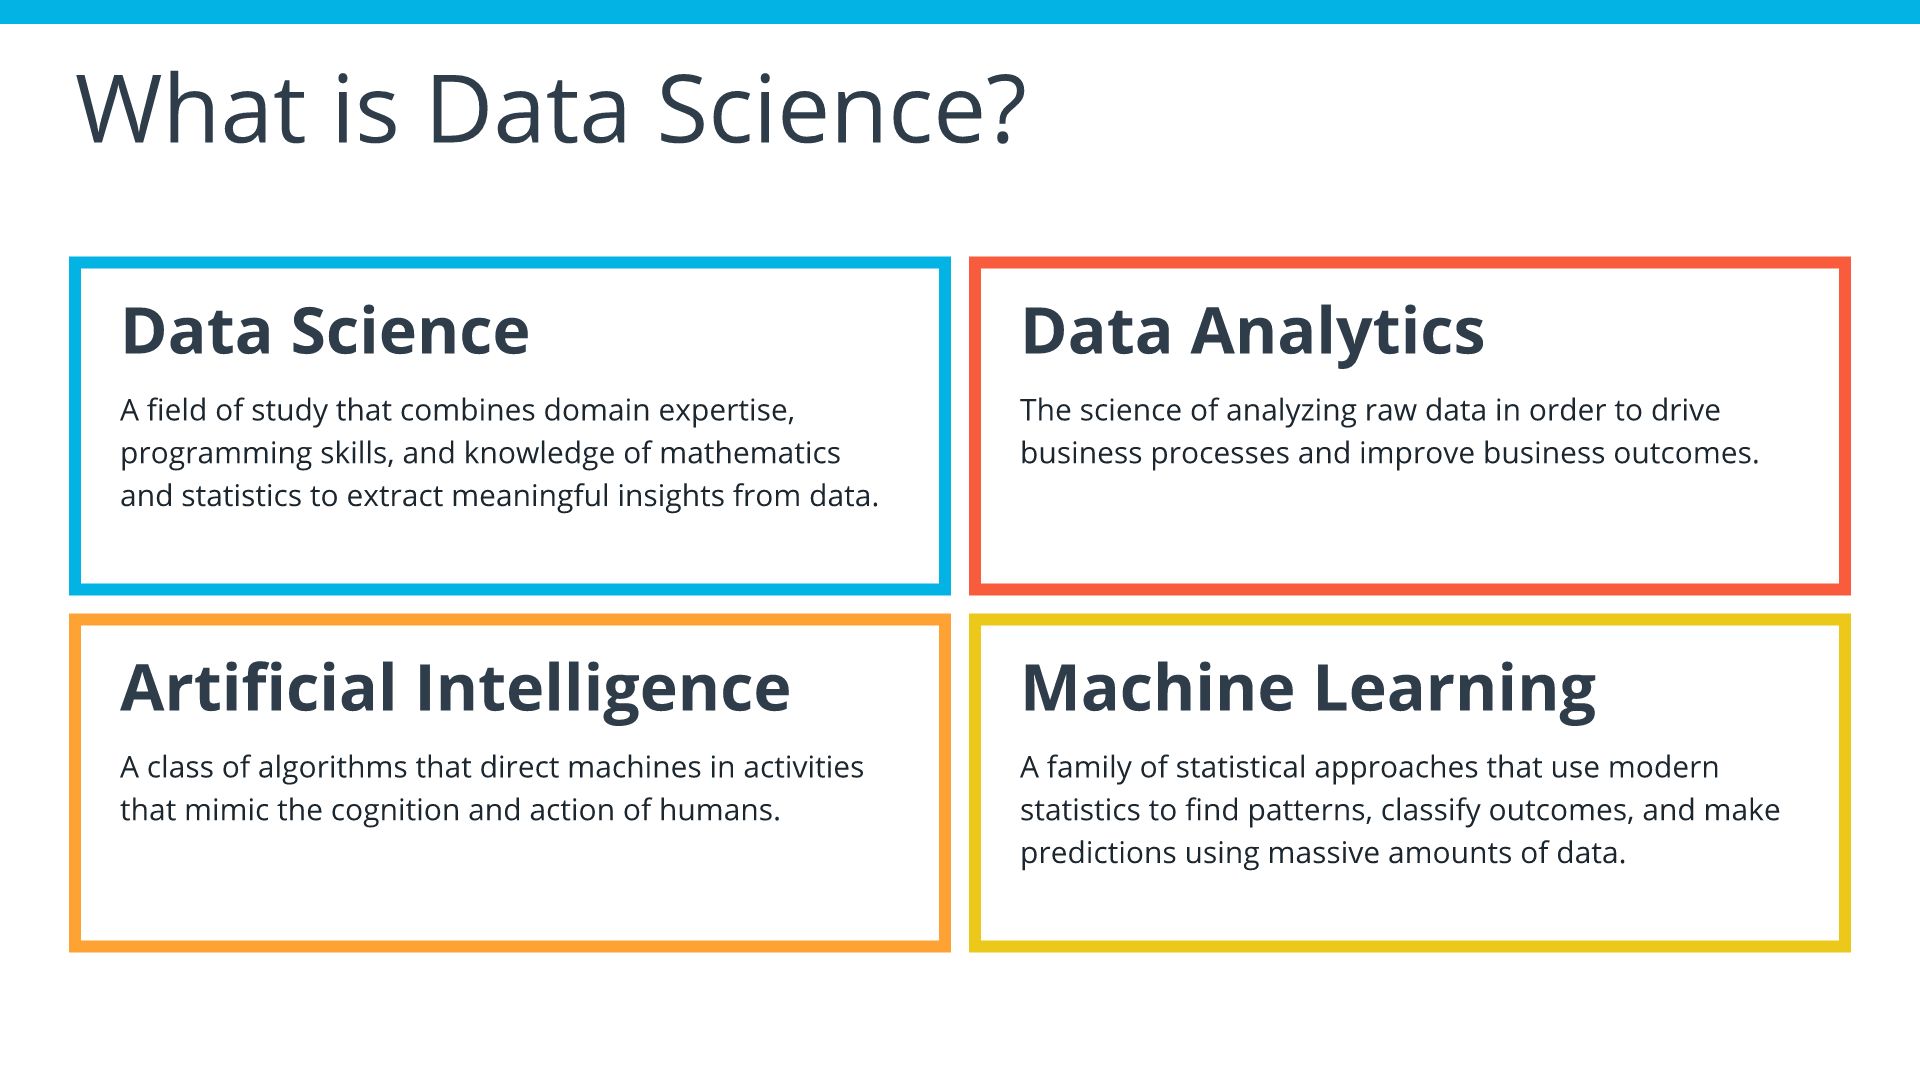 What is Data Science?
Data Science
A field of study that combines domain expertise,
programming skills, and knowledge of mathematics
and statistics to extract meaningful insights from data.
Data Analytics
The science of analyzing raw data in order to drive
business processes and improve business outcomes.
Artificial Intelligence
A class of algorithms that direct machines in activities
that mimic the cognition and action of humans.
Machine Learning
A family of statistical approaches that use modern
statistics to find patterns, classify outcomes, and make
predictions using massive amounts of data.